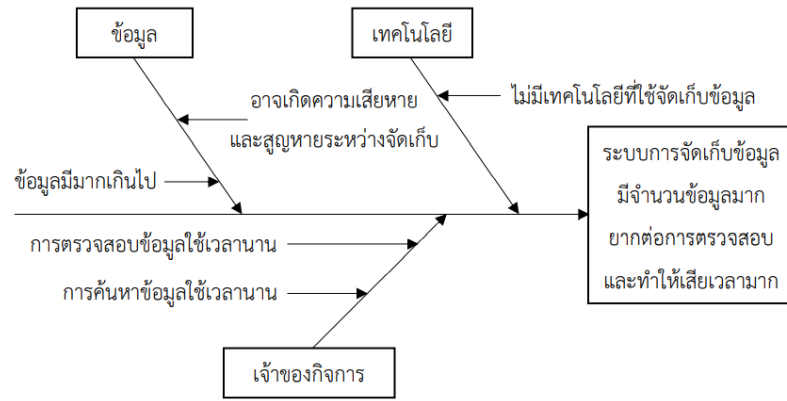 ข้อมูล
เทคโนโลยี
อาจเกิดความเสียหาย
และสูญหายระหว่างจัดเก็บ
ไม่มีเทคโนโลยีที่ใช้จัดเก็บข้อมูล
ข้อมูลมีมากเกินไป
ระบบการจัดเก็บข้อมูล
มีจำนวนข้อมูลมาก
ยากต่อการตรวจสอบ
และทำให้เสียเวลามาก
การตรวจสอบข้อมูลใช้เวลานาน
การค้นหาข้อมูลใช้เวลานาน
เจ้าของกิจการ